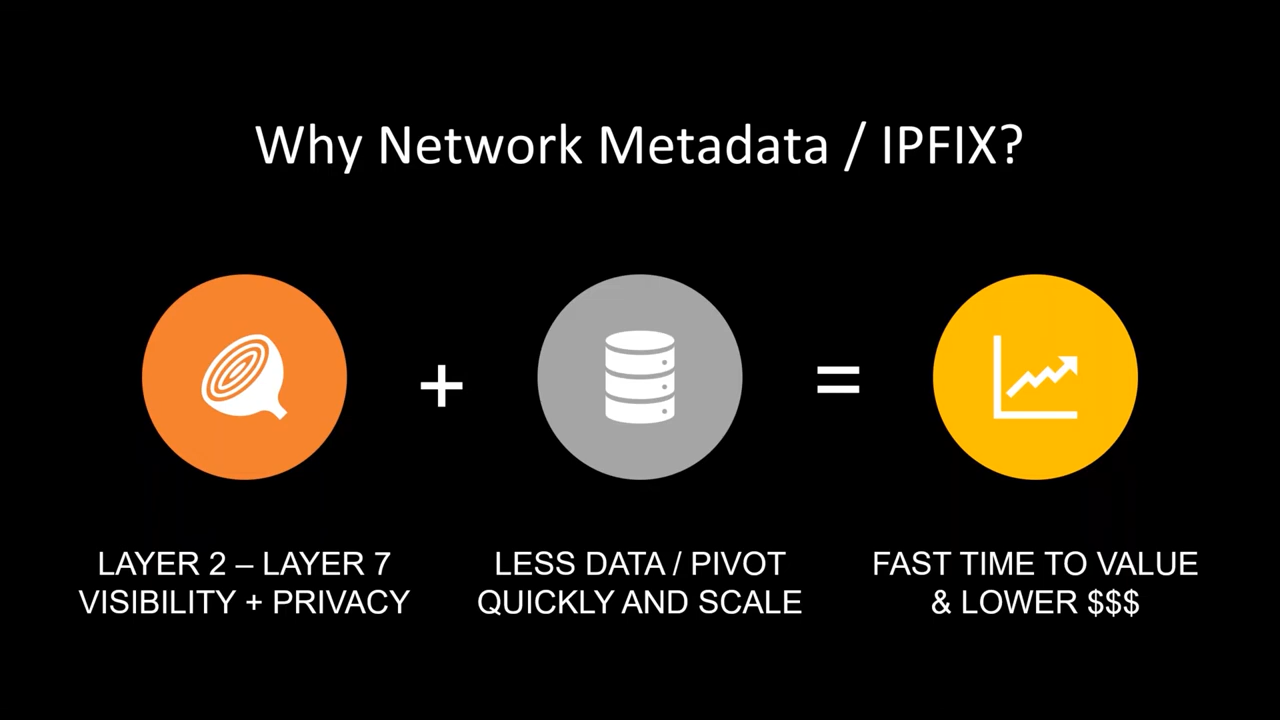 Why Network Metadata / IPFIX?
+
=
LAYER 2 – LAYER 7
VISIBILITY + PRIVACY
LESS DATA / PIVOT
QUICKLY AND SCALE
FAST TIME TO VALUE
& LOWER $$$